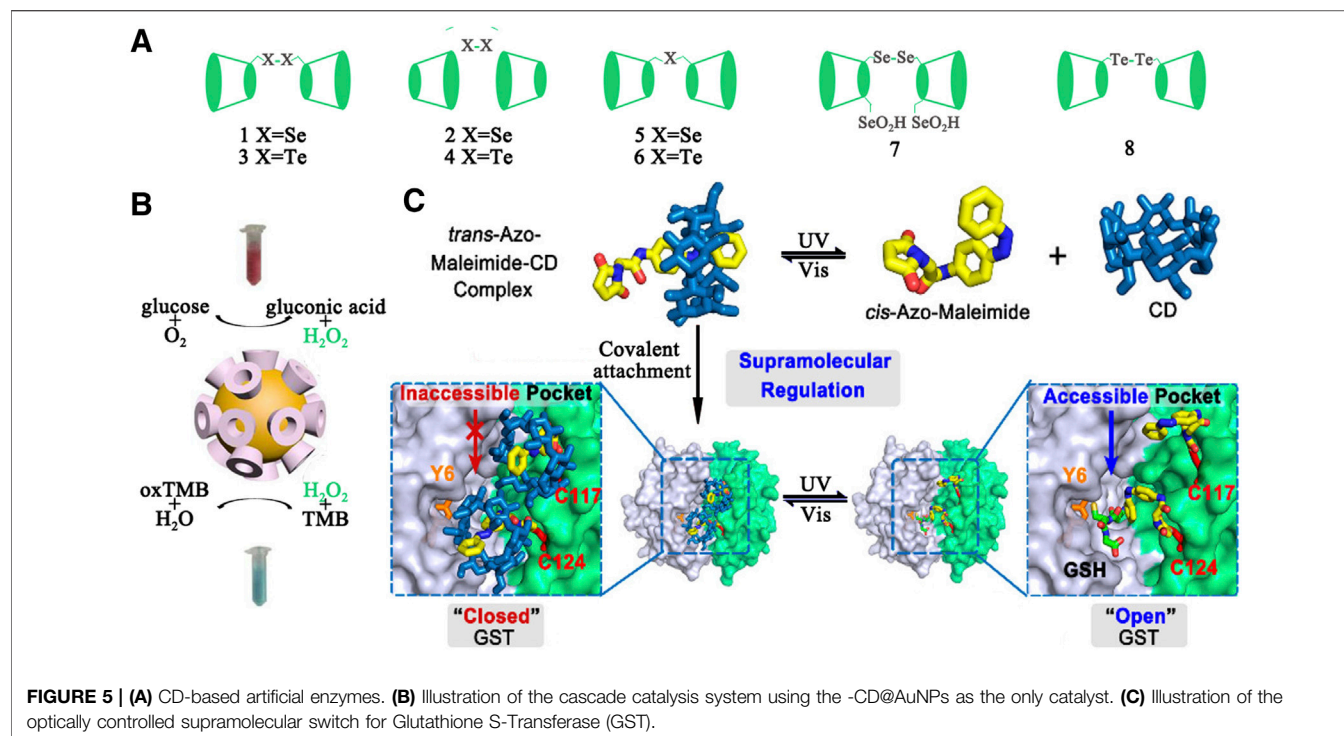 A
X-X
X-X
X
Se-Se
Te-Te
SeO₂H SeO₂H
1 X=Se
3 X=Te
2 X=Se
4 X=Te
5 X=Se
6 X=Te
7
8
B
glucose
+
O₂
gluconic acid
+
H₂O₂
oxTMB
+
H₂O
H₂O₂
+
TMB
C
trans-Azo-
Maleimide-CD
Complex
UV
Vis
cis-Azo-Maleimide
+
CD
Covalent
attachment
Supramolecular
Regulation
Inaccessible Pocket
Y6
C117
C124
"Closed"
GST
UV
Vis
Accessible Pocket
Y6
C117
GSH
C124
"Open"
GST
FIGURE 5 | (A) CD-based artificial enzymes. (B) Illustration of the cascade catalysis system using the -CD@AuNPs as the only catalyst. (C) Illustration of the
optically controlled supramolecular switch for Glutathione S-Transferase (GST).